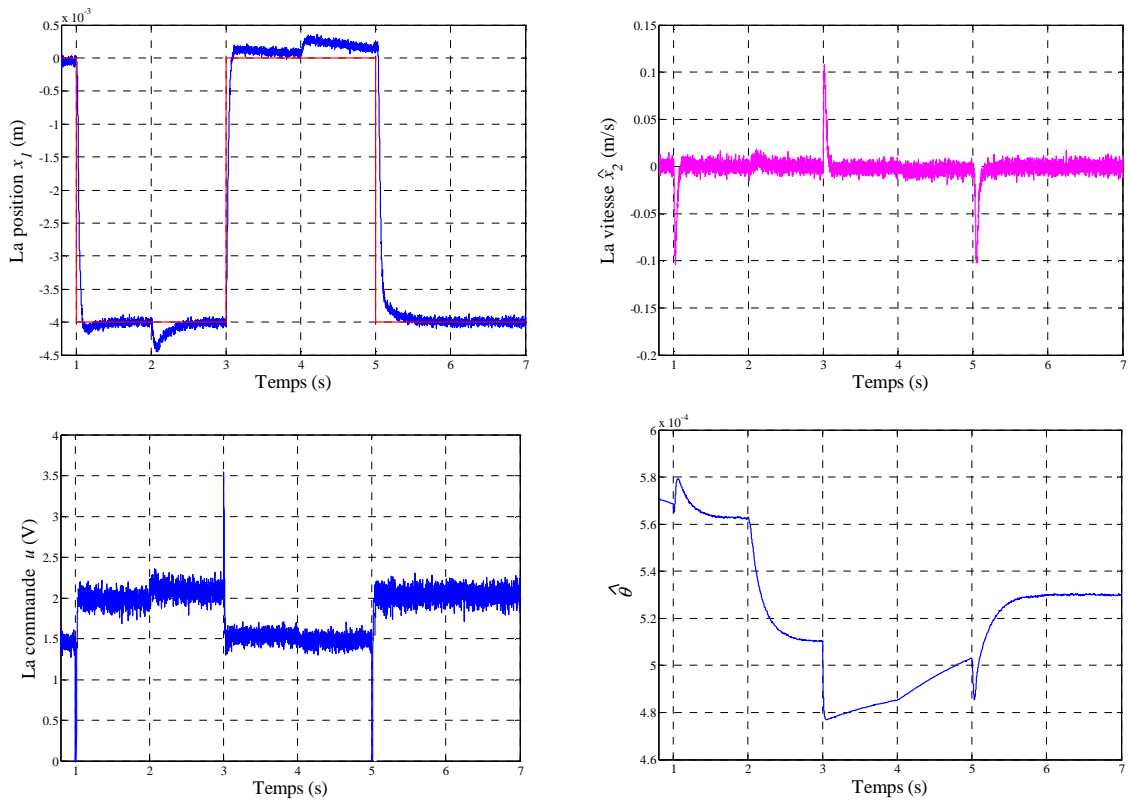 x 10⁻³
0.5
0
-0.5
-1
-1.5
-2
-2.5
-3
-3.5
-4
-4.5
La position x₁ (m)
1 2 3 4 5 6 7
Temps (s)
0.15
0.1
0.05
0
-0.05
-0.1
-0.15
-0.2
La vitesse x̂₂ (m/s)
1 2 3 4 5 6 7
Temps (s)
4
3.5
3
2.5
2
1.5
1
0.5
0
La commande u (V)
1 2 3 4 5 6 7
Temps (s)
x 10⁻⁴
6
5.8
5.6
5.4
5.2
5
4.8
4.6
θ̂
1 2 3 4 5 6 7
Temps (s)